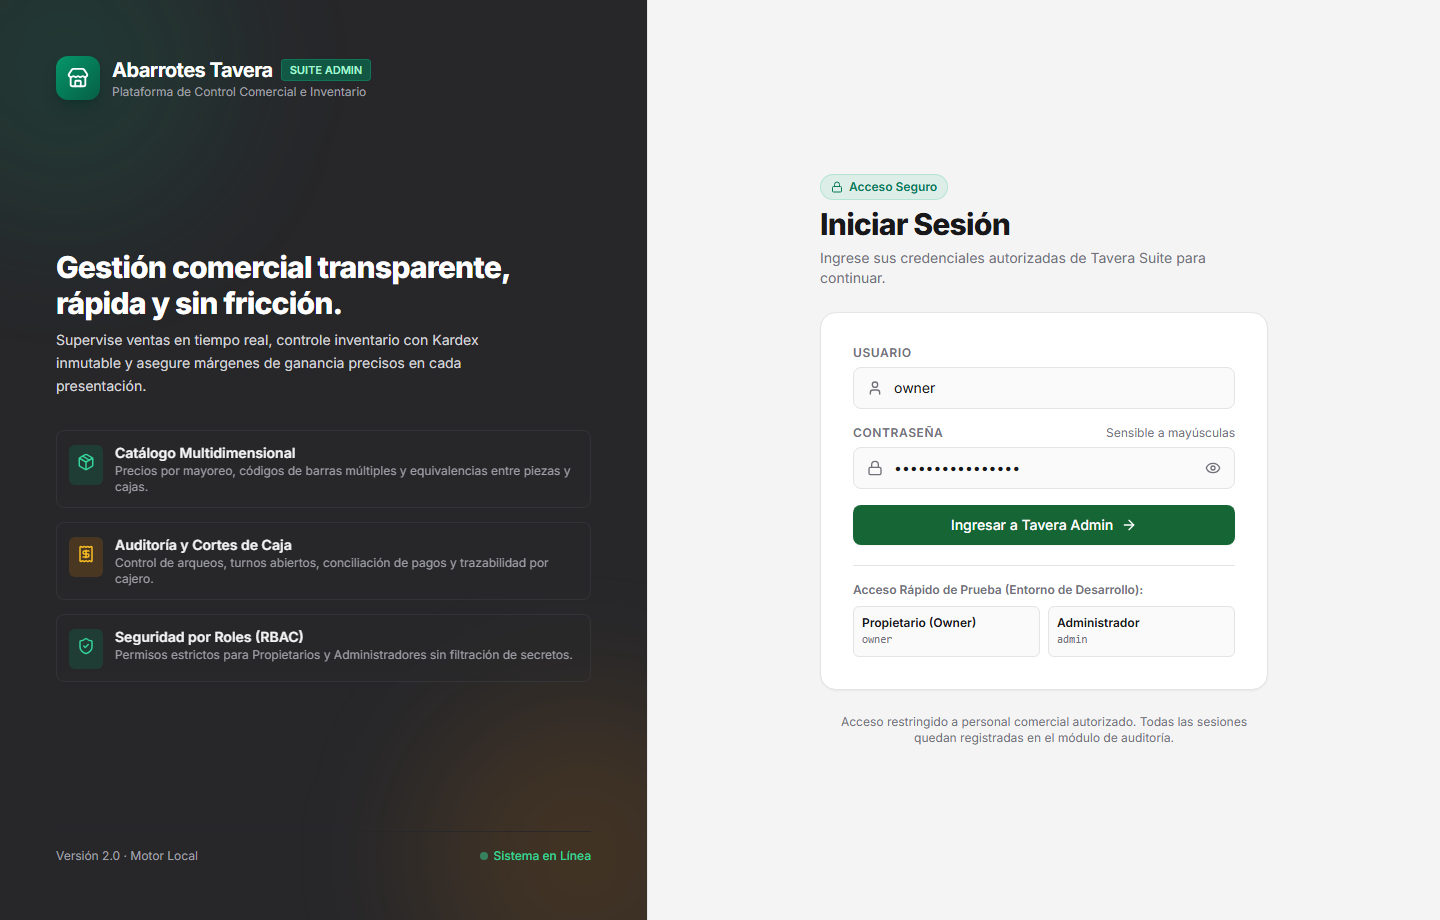 Abarrotes Tavera SUITE ADMIN
Plataforma de Control Comercial e Inventario
Gestión comercial transparente,
rápida y sin fricción.
Supervise ventas en tiempo real, controle inventario con Kardex
inmutable y asegure márgenes de ganancia precisos en cada
presentación.
Catálogo Multidimensional
Precios por mayoreo, códigos de barras múltiples y equivalencias entre piezas y
cajas.
Auditoría y Cortes de Caja
Control de arqueos, turnos abiertos, conciliación de pagos y trazabilidad por
cajero.
Seguridad por Roles (RBAC)
Permisos estrictos para Propietarios y Administradores sin filtración de secretos.
Versión 2.0 · Motor Local
Sistema en Línea
Acceso Seguro
Iniciar Sesión
Ingrese sus credenciales autorizadas de Tavera Suite para
continuar.
USUARIO
owner
CONTRASEÑA Sensible a mayúsculas
••••••••••••••••
Ingresar a Tavera Admin →
Acceso Rápido de Prueba (Entorno de Desarrollo):
Propietario (Owner)
owner
Administrador
admin
Acceso restringido a personal comercial autorizado. Todas las sesiones
quedan registradas en el módulo de auditoría.